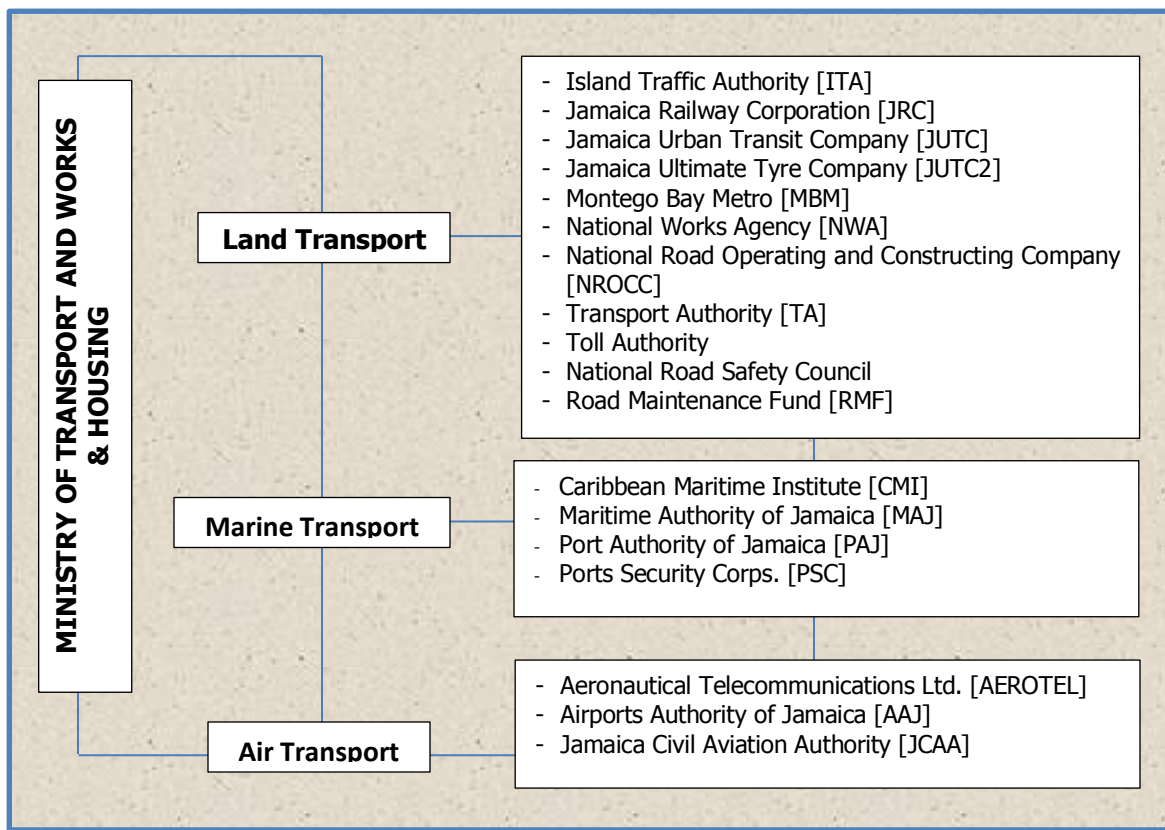 MINISTRY OF TRANSPORT AND WORKS
& HOUSING
Land Transport
- Island Traffic Authority [ITA]
- Jamaica Railway Corporation [JRC]
- Jamaica Urban Transit Company [JUTC]
- Jamaica Ultimate Tyre Company [JUTC2]
- Montego Bay Metro [MBM]
- National Works Agency [NWA]
- National Road Operating and Constructing Company
[NROCC]
- Transport Authority [TA]
- Toll Authority
- National Road Safety Council
- Road Maintenance Fund [RMF]
Marine Transport
- Caribbean Maritime Institute [CMI]
- Maritime Authority of Jamaica [MAJ]
- Port Authority of Jamaica [PAJ]
- Ports Security Corps. [PSC]
Air Transport
- Aeronautical Telecommunications Ltd. [AEROTEL]
- Airports Authority of Jamaica [AAJ]
- Jamaica Civil Aviation Authority [JCAA]